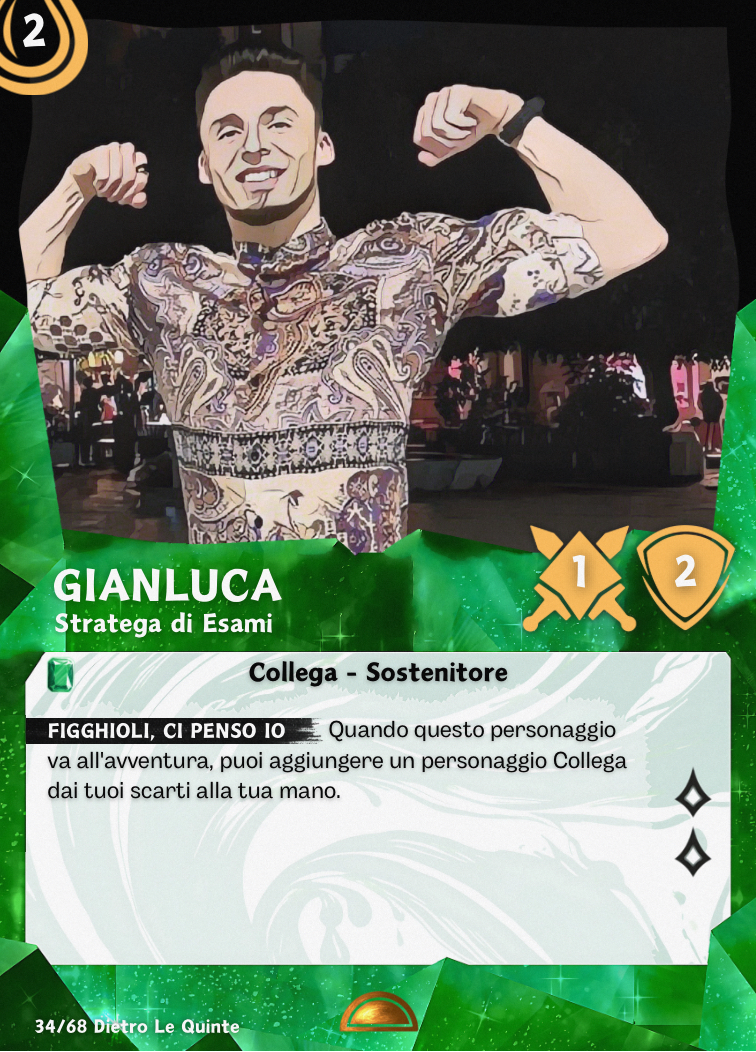 2
GIANLUCA
Stratega di Esami
1
2
Collega - Sostenitore
FIGGHIOLI, CI PENSO IO Quando questo personaggio
va all'avventura, puoi aggiungere un personaggio Collega
dai tuoi scarti alla tua mano.
34/68 Dietro Le Quinte